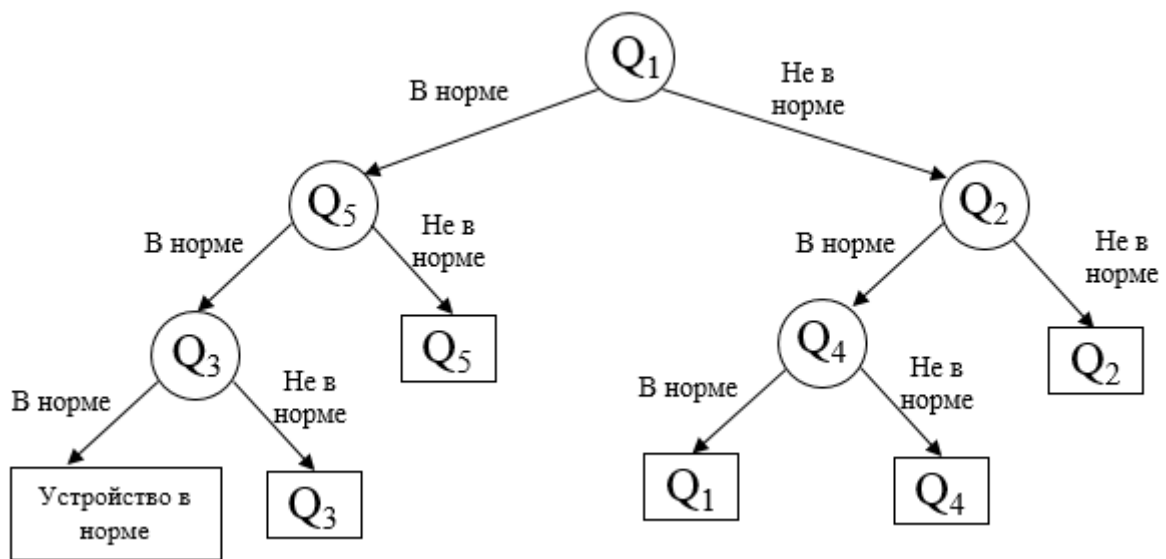 Q1
В норме
Не в
норме
Q5
Q2
В норме
Не в
норме
В норме
Не в
норме
Q3
Q5
Q4
Q2
В норме
Не в
норме
В норме
Не в
норме
Устройство в
норме
Q3
Q1
Q4